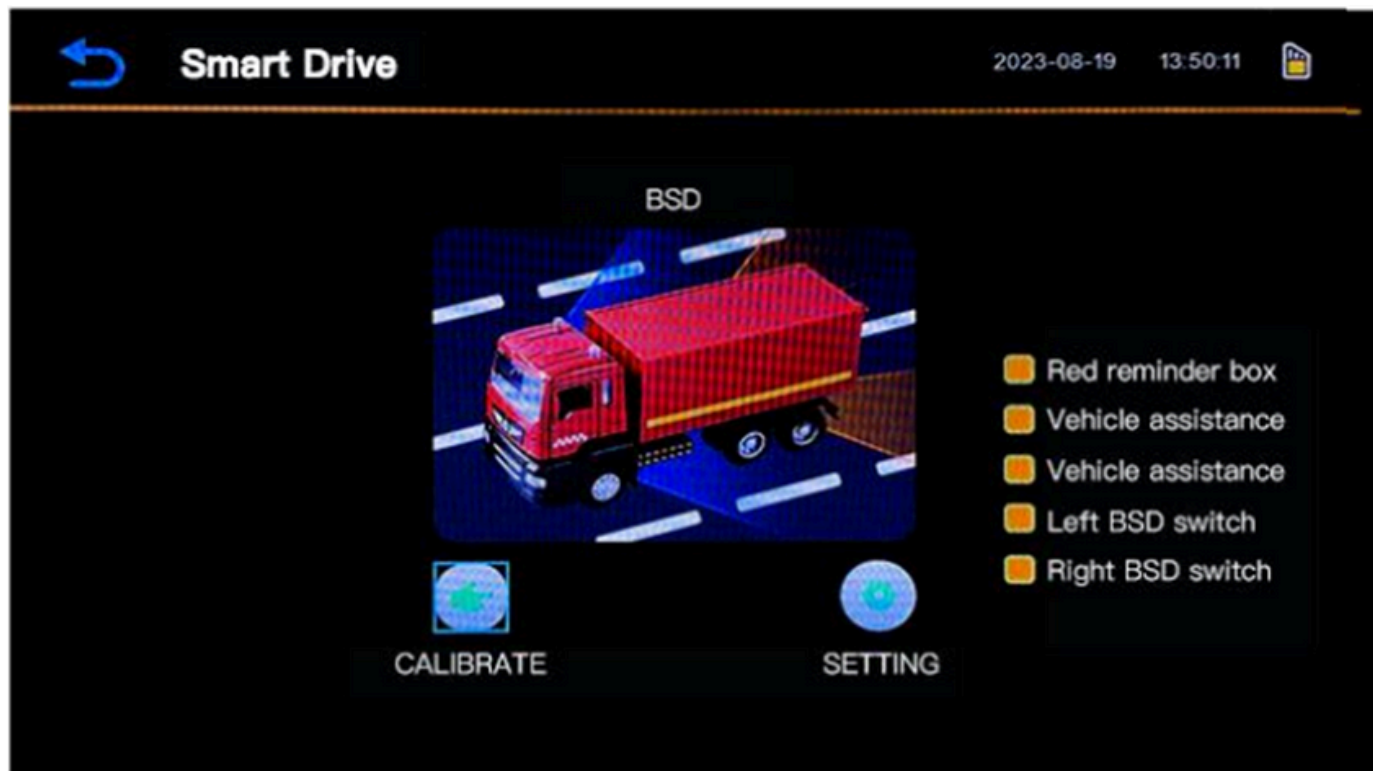 Smart Drive
2023-08-19 13:50:11
BSD
Red reminder box
Vehicle assistance
Vehicle assistance
Left BSD switch
Right BSD switch
CALIBRATE
SETTING